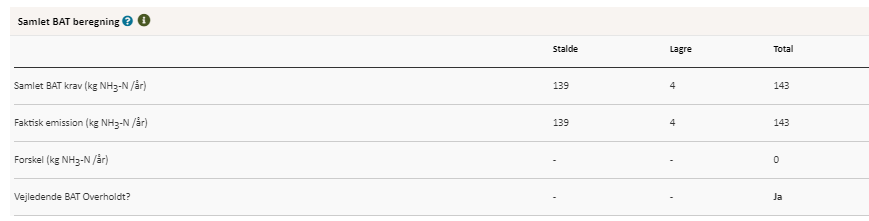 Samlet BAT beregning ? i
Stalde Lagre Total
Samlet BAT krav (kg NH3-N /år) 139 4 143
Faktisk emission (kg NH3-N /år) 139 4 143
Forskel (kg NH3-N /år) - - 0
Vejledende BAT Overholdt? - - Ja